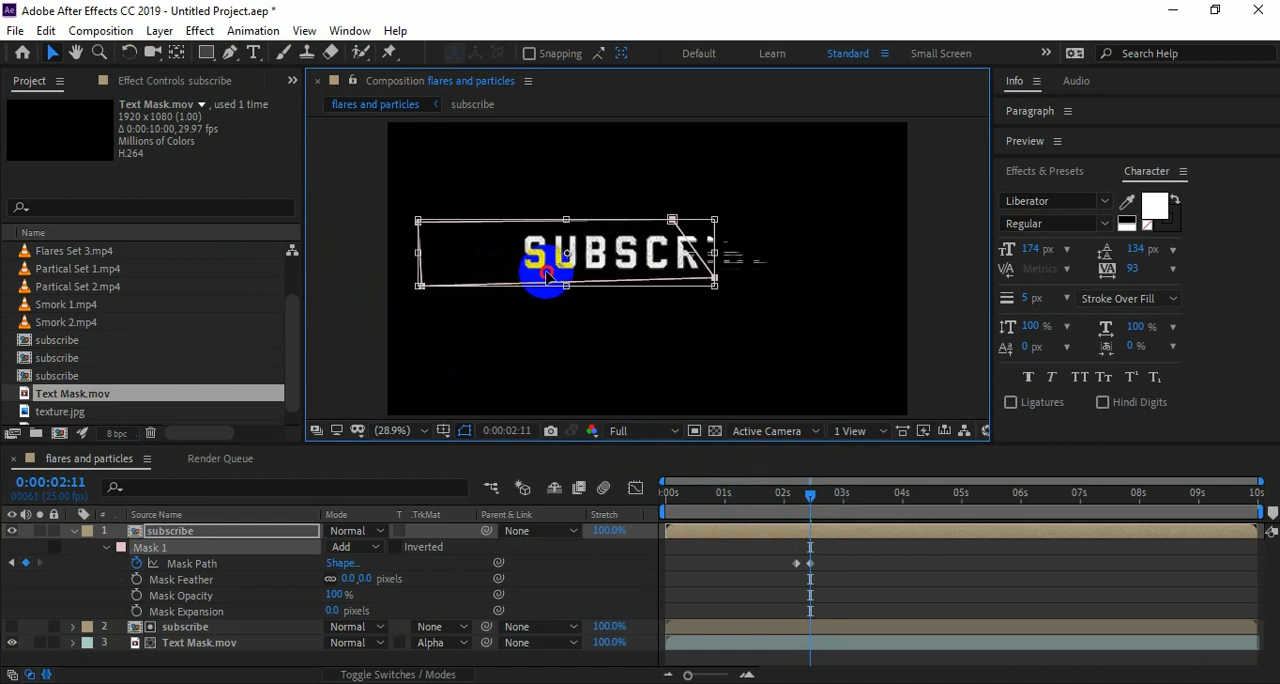 Adobe After Effects CC 2019 - Untitled Project.aep *
File Edit Composition Layer Effect Animation View Window Help
Snapping Default Learn Standard Small Screen Search Help
Project Effect Controls subscribe
Composition flares and particles
Info Audio
flares and particles subscribe
Text Mask.mov , used 1 time
1920 x 1080 (1.00)
Δ 0:00:10:00, 29.97 fps
Millions of Colors
H.264
Paragraph
Preview
Effects & Presets Character
Liberator
Regular
174 px 134 px
Metrics 93
5 px Stroke Over Fill
100 % 100 %
0 px 0 %
T T TT Tт T¹ T₁
Ligatures Hindi Digits
SUBSCR
Name
Flares Set 3.mp4
Partical Set 1.mp4
Partical Set 2.mp4
Smork 1.mp4
Smork 2.mp4
subscribe
subscribe
subscribe
Text Mask.mov
texture.jpg
8 bpc
(28.9%) 0:00:02:11 Full Active Camera 1 View
flares and particles Render Queue
0:00:02:11
00061 (25.00 fps)
:00s 01s 02s 03s 04s 05s 06s 07s 08s 09s 10s
# Source Name Mode T .TrkMat Parent & Link Stretch
1 subscribe Normal None 100.0%
Mask 1 Add Inverted
Mask Path Shape...
Mask Feather 0.0,0.0 pixels
Mask Opacity 100 %
Mask Expansion 0.0 pixels
2 subscribe Normal None None 100.0%
3 Text Mask.mov Normal Alpha None 100.0%
Toggle Switches / Modes